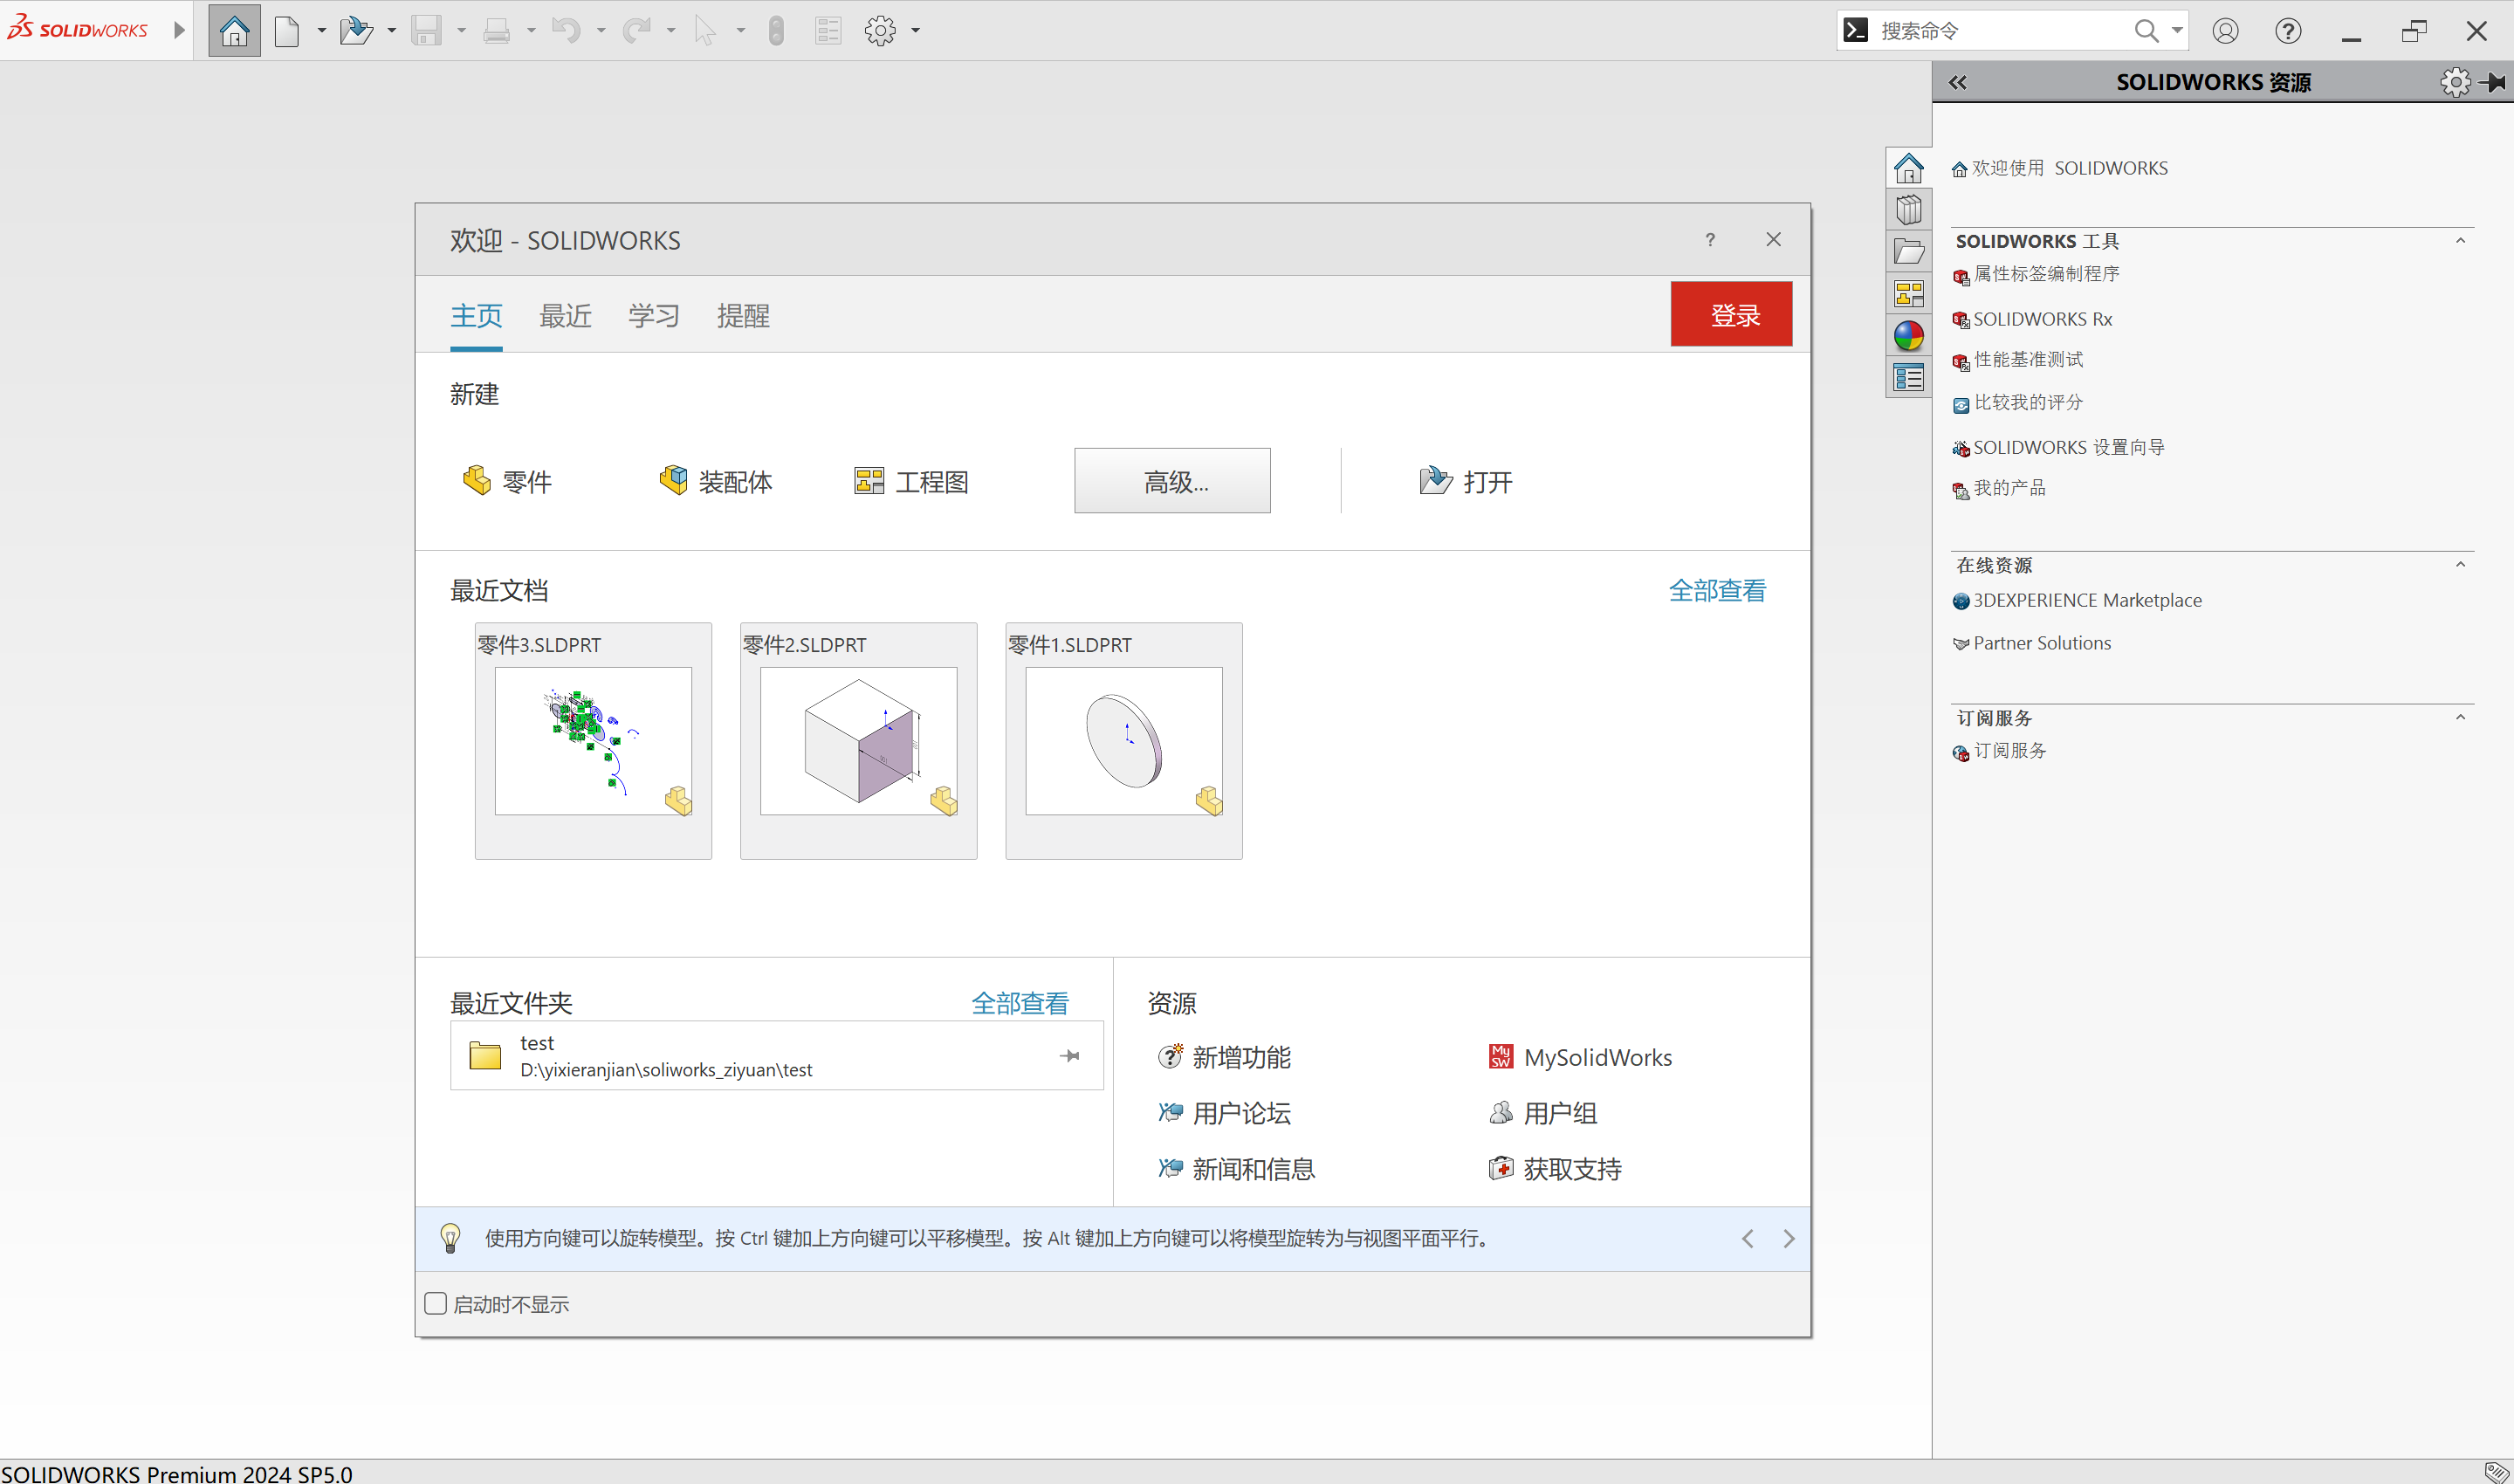 SOLIDWORKS
搜索命令
SOLIDWORKS 资源
欢迎使用 SOLIDWORKS
SOLIDWORKS 工具
属性标签编制程序
SOLIDWORKS Rx
性能基准测试
比较我的评分
SOLIDWORKS 设置向导
我的产品
在线资源
3DEXPERIENCE Marketplace
Partner Solutions
订阅服务
订阅服务
欢迎 - SOLIDWORKS
?
主页 最近 学习 提醒
登录
新建
零件 装配体 工程图 高级... 打开
最近文档 全部查看
零件3.SLDPRT 零件2.SLDPRT 零件1.SLDPRT
最近文件夹 全部查看
test
D:\yixieranjian\soliworks_ziyuan\test
资源
新增功能 MySolidWorks
用户论坛 用户组
新闻和信息 获取支持
使用方向键可以旋转模型。按 Ctrl 键加上方向键可以平移模型。按 Alt 键加上方向键可以将模型旋转为与视图平面平行。
启动时不显示
SOLIDWORKS Premium 2024 SP5.0